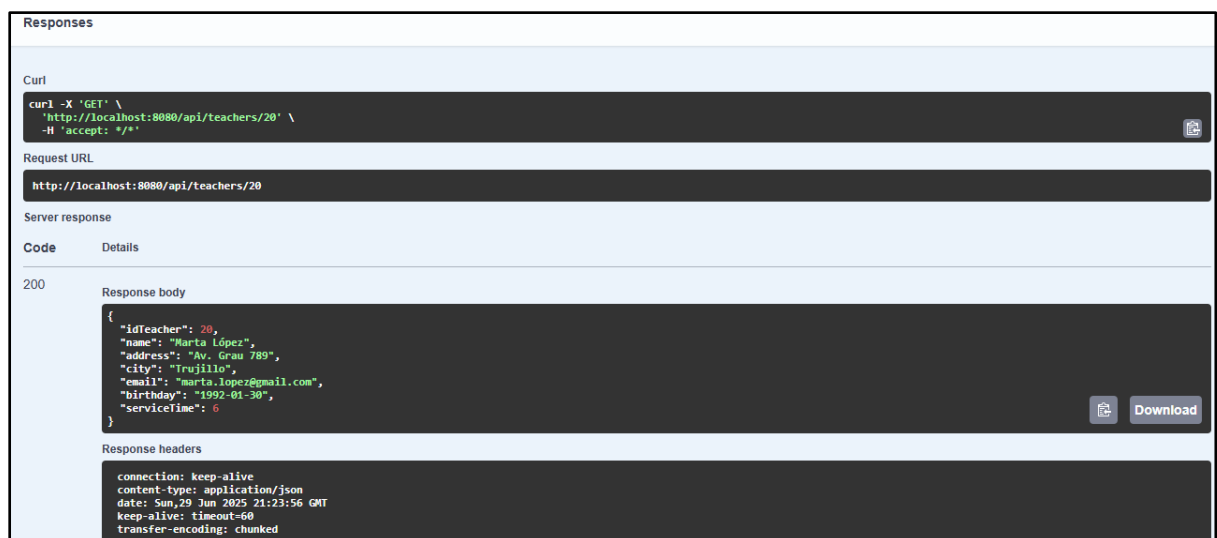 Responses
Curl
curl -X 'GET' \
  'http://localhost:8080/api/teachers/20' \
  -H 'accept: */*'
Request URL
http://localhost:8080/api/teachers/20
Server response
Code Details
200
Response body
{
  "idTeacher": 20,
  "name": "Marta López",
  "address": "Av. Grau 789",
  "city": "Trujillo",
  "email": "marta.lopez@gmail.com",
  "birthday": "1992-01-30",
  "serviceTime": 6
}
Download
Response headers
connection: keep-alive
content-type: application/json
date: Sun,29 Jun 2025 21:23:56 GMT
keep-alive: timeout=60
transfer-encoding: chunked